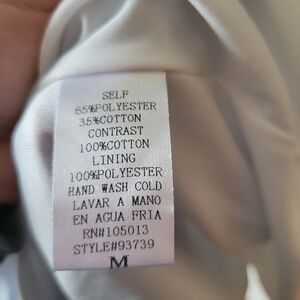 SELF
65%POLYESTER
35%COTTON
CONTRAST
100%COTTON
LINING
100%POLYESTER
HAND WASH COLD
LAVAR A MANO
EN AGUA FRIA
RN#105013
STYLE#93739
M